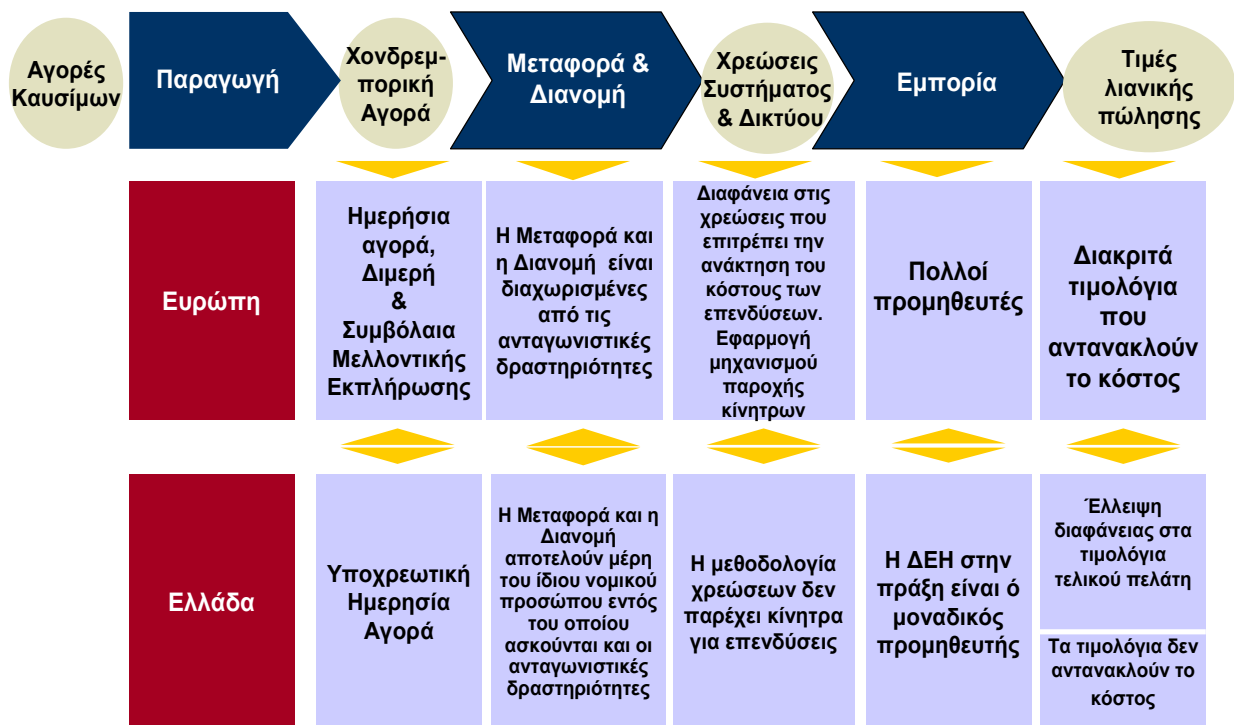 Αγορές
Καυσίμων
Παραγωγή
Χονδρεμ-
πορική
Αγορά
Μεταφορά &
Διανομή
Χρεώσεις
Συστήματος
& Δικτύου
Εμπορία
Τιμές
λιανικής
πώλησης
Ευρώπη
Ημερήσια
αγορά,
Διμερή
&
Συμβόλαια
Μελλοντικής
Εκπλήρωσης
Η Μεταφορά και
η Διανομή είναι
διαχωρισμένες
από τις
ανταγωνιστικές
δραστηριότητες
Διαφάνεια στις
χρεώσεις που
επιτρέπει την
ανάκτηση του
κόστους των
επενδύσεων.
Εφαρμογή
μηχανισμού
παροχής
κίνητρων
Πολλοί
προμηθευτές
Διακριτά
τιμολόγια
που
αντανακλούν
το κόστος
Ελλάδα
Υποχρεωτική
Ημερησία
Αγορά
Η Μεταφορά και η
Διανομή
αποτελούν μέρη
του ίδιου νομικού
προσώπου εντός
του οποίου
ασκούνται και οι
ανταγωνιστικές
δραστηριότητες
Η μεθοδολογία
χρεώσεων δεν
παρέχει κίνητρα
για επενδύσεις
Η ΔΕΗ στην
πράξη είναι ό
μοναδικός
προμηθευτής
Έλλειψη
διαφάνειας στα
τιμολόγια
τελικού πελάτη
Τα τιμολόγια δεν
αντανακλούν το
κόστος